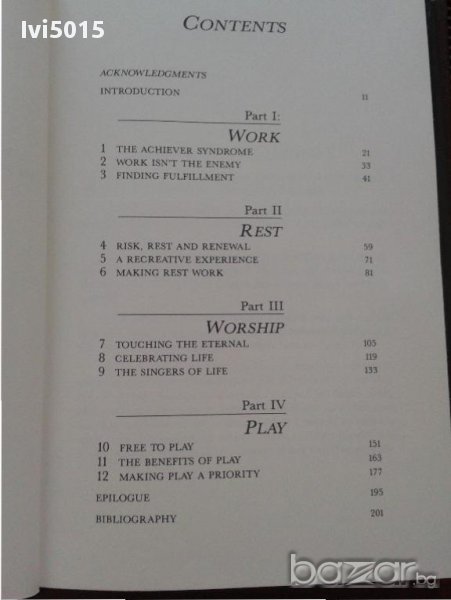 lvi5015
CONTENTS
ACKNOWLEDGMENTS
INTRODUCTION 11
Part I:
WORK
1 THE ACHIEVER SYNDROME 21
2 WORK ISN'T THE ENEMY 33
3 FINDING FULFILLMENT 41
Part II
REST
4 RISK, REST AND RENEWAL 59
5 A RECREATIVE EXPERIENCE 71
6 MAKING REST WORK 81
Part III
WORSHIP
7 TOUCHING THE ETERNAL 105
8 CELEBRATING LIFE 119
9 THE SINGERS OF LIFE 133
Part IV
PLAY
10 FREE TO PLAY 151
11 THE BENEFITS OF PLAY 163
12 MAKING PLAY A PRIORITY 177
EPILOGUE 195
BIBLIOGRAPHY 201
bazar.bg